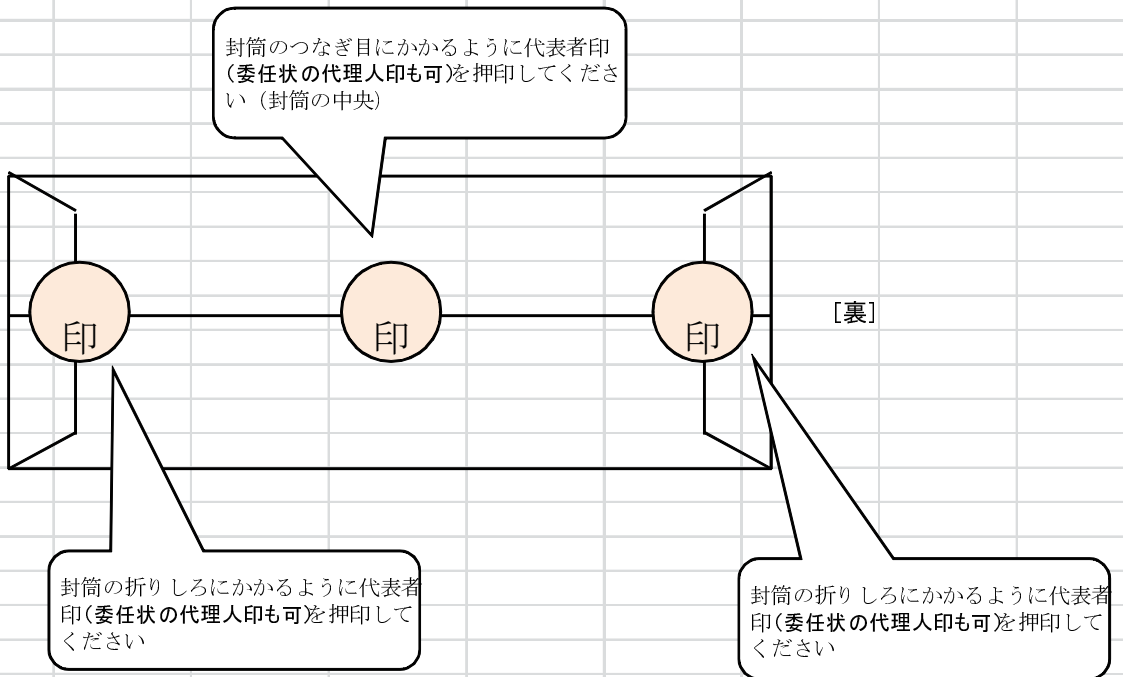 封筒のつなぎ目にかかるように代表者印
(委任状の代理人印も可)を押印してくださ
い（封筒の中央）
印
印
印
[裏]
封筒の折りしろにかかるように代表者
印(委任状の代理人印も可)を押印して
ください
封筒の折りしろにかかるように代表者
印(委任状の代理人印も可)を押印して
ください